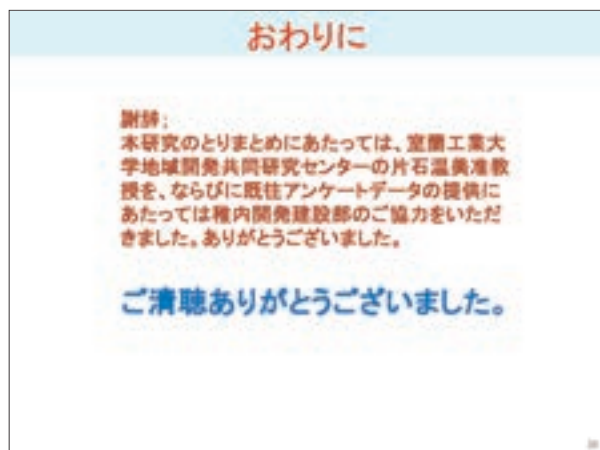 おわりに
謝辞:
本研究のとりまとめにあたっては、室蘭工業大
学地域開発共同研究センターの片石温美准教
授を、ならびに既往アンケートデータの提供に
あたっては稚内開発建設部のご協力をいただ
きました。ありがとうございました。
ご清聴ありがとうございました。